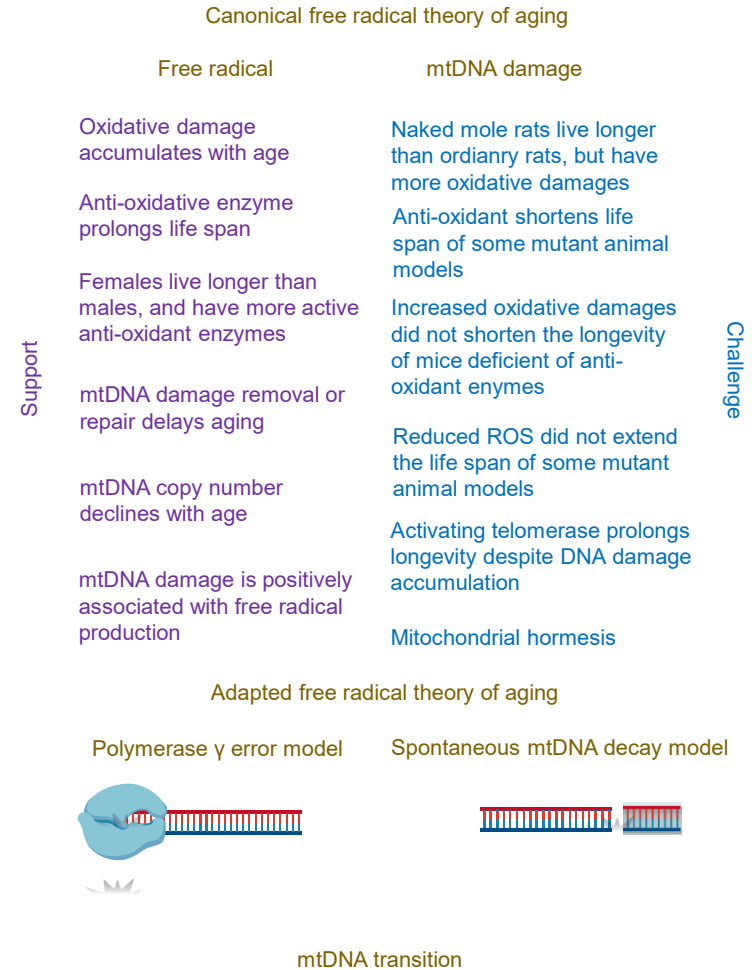 Canonical free radical theory of aging
Free radical
mtDNA damage
Support
Oxidative damage
accumulates with age
Anti-oxidative enzyme
prolongs life span
Females live longer than
males, and have more active
anti-oxidant enzymes
mtDNA damage removal or
repair delays aging
mtDNA copy number
declines with age
mtDNA damage is positively
associated with free radical
production
Naked mole rats live longer
than ordianry rats, but have
more oxidative damages
Anti-oxidant shortens life
span of some mutant animal
models
Increased oxidative damages
did not shorten the longevity
of mice deficient of anti-
oxidant enymes
Reduced ROS did not extend
the life span of some mutant
animal models
Activating telomerase prolongs
longevity despite DNA damage
accumulation
Mitochondrial hormesis
Challenge
Adapted free radical theory of aging
Polymerase γ error model
Spontaneous mtDNA decay model
mtDNA transition